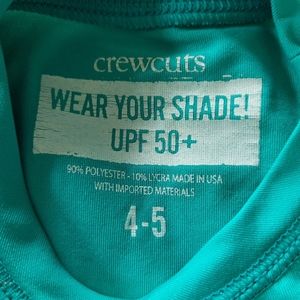 crewcuts
WEAR YOUR SHADE!
UPF 50+
90% POLYESTER - 10% LYCRA MADE IN USA
WITH IMPORTED MATERIALS
4-5